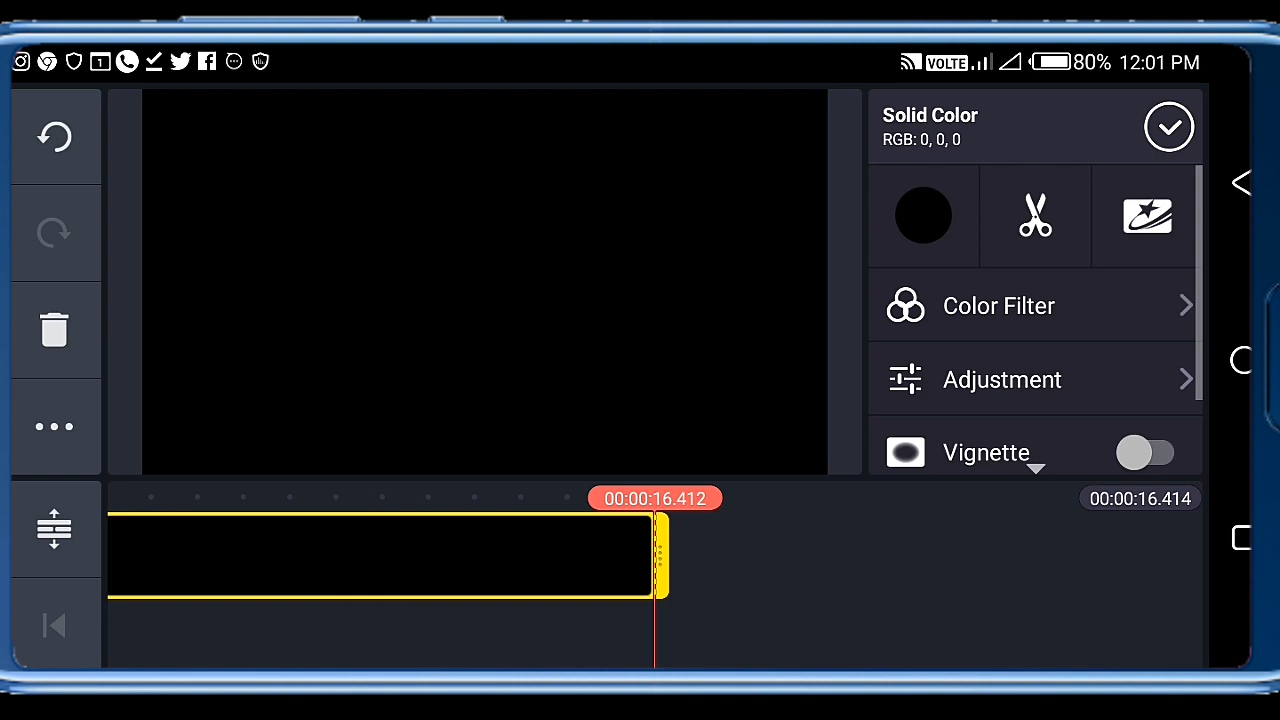 1
VOLTE 80% 12:01 PM
Solid Color
RGB: 0, 0, 0
Color Filter
Adjustment
Vignette
00:00:16.412
00:00:16.414